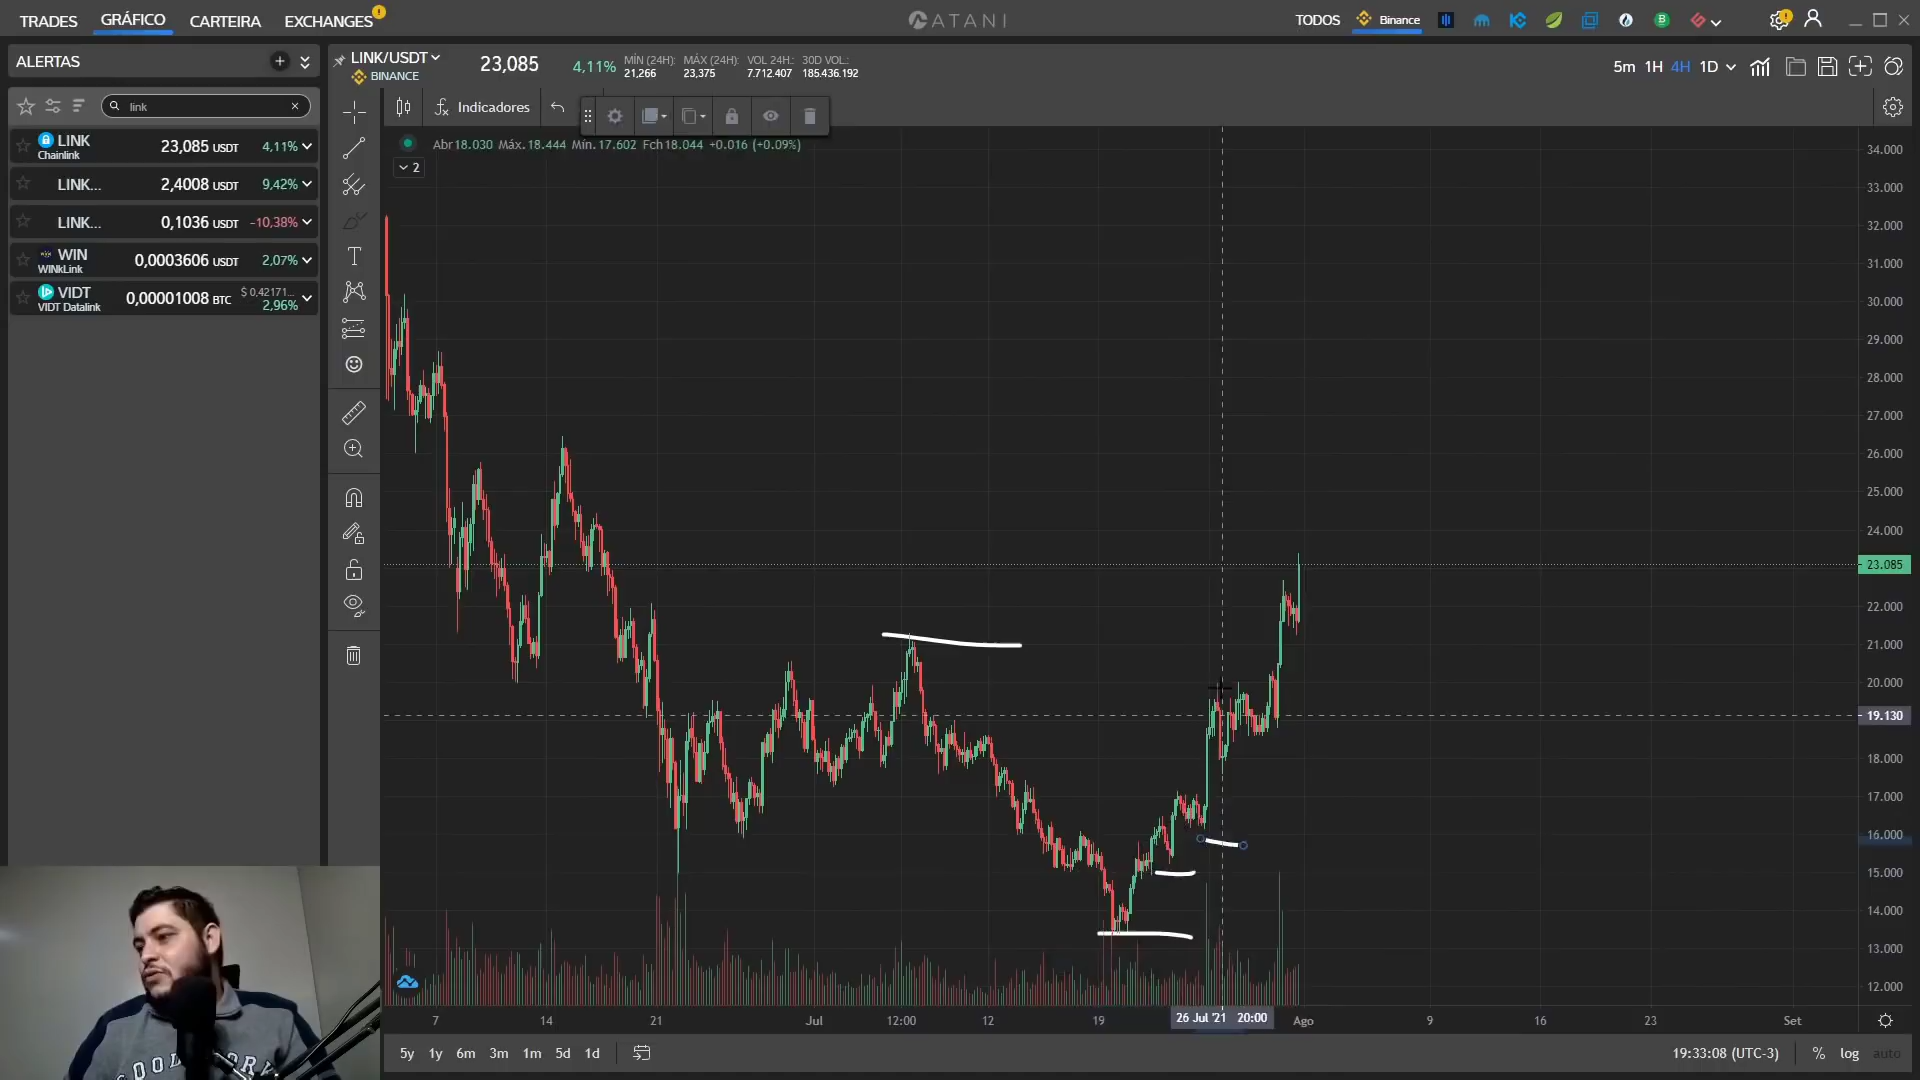 TRADES GRÁFICO CARTEIRA EXCHANGES ATANI TODOS Binance
ALERTAS
link
LINK 23,085 USDT 4,11%
Chainlink
LINK... 2,4008 USDT 9,42%
LINK... 0,1036 USDT -10,38%
WIN 0,0003606 USDT 2,07%
WINkLink
VIDT 0,00001008 BTC $ 0,42171...
VIDT Datalink 2,96%
LINK/USDT 23,085 4,11% MÍN (24H): MÁX (24H): VOL 24H.: 30D VOL.:
BINANCE 21,266 23,375 7.712.407 185.436.192
5m 1H 4H 1D
Indicadores
Abr18.030 Máx.18.444 Mín.17.602 Fch18.044 +0.016 (+0.09%)
2
34.000
33.000
32.000
31.000
30.000
29.000
28.000
27.000
26.000
25.000
24.000
23.085
22.000
21.000
20.000
19.130
18.000
17.000
16.000
15.000
14.000
13.000
12.000
7 14 21 Jul 12:00 12 19 26 Jul '21 20:00 Ago 9 16 23 Set
5y 1y 6m 3m 1m 5d 1d 19:33:08 (UTC-3) % log auto